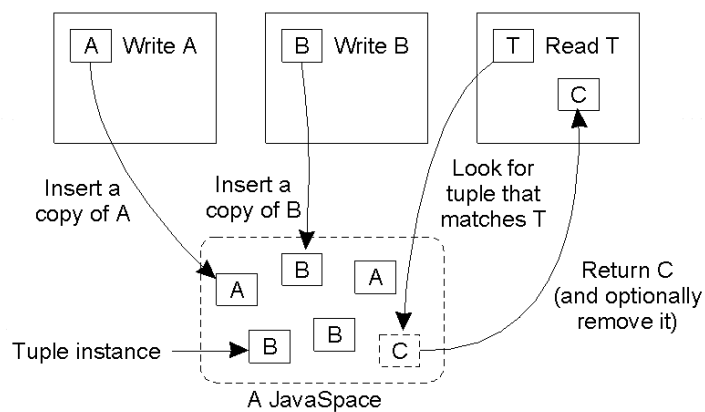 A Write A
B Write B
T Read T
C
Insert a
copy of A
Insert a
copy of B
Look for
tuple that
matches T
Return C
(and optionally
remove it)
A
B
A
B
B
C
Tuple instance
A JavaSpace